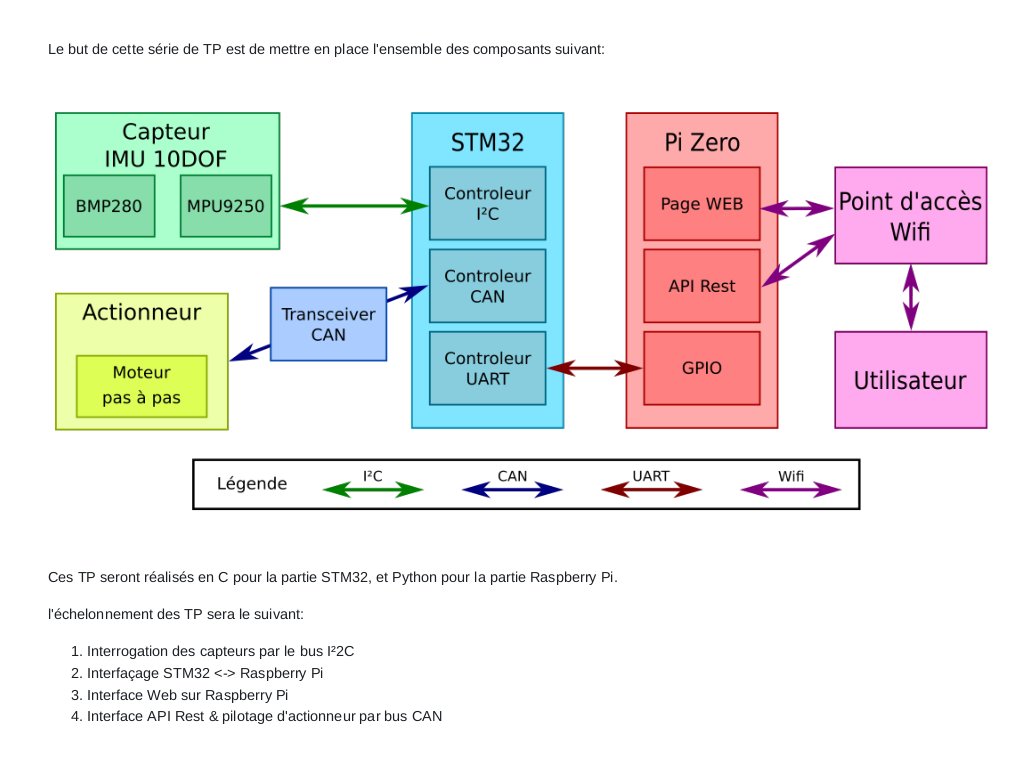 Le but de cette série de TP est de mettre en place l'ensemble des composants suivant:
Capteur
IMU 10DOF
BMP280
MPU9250
STM32
Controleur
I²C
Controleur
CAN
Controleur
UART
Pi Zero
Page WEB
API Rest
GPIO
Point d'accès
Wifi
Utilisateur
Actionneur
Moteur
pas à pas
Transceiver
CAN
Légende
I²C
CAN
UART
Wifi
Ces TP seront réalisés en C pour la partie STM32, et Python pour la partie Raspberry Pi.
l'échelonnement des TP sera le suivant:
1. Interrogation des capteurs par le bus I²2C
2. Interfaçage STM32 <-> Raspberry Pi
3. Interface Web sur Raspberry Pi
4. Interface API Rest & pilotage d'actionneur par bus CAN